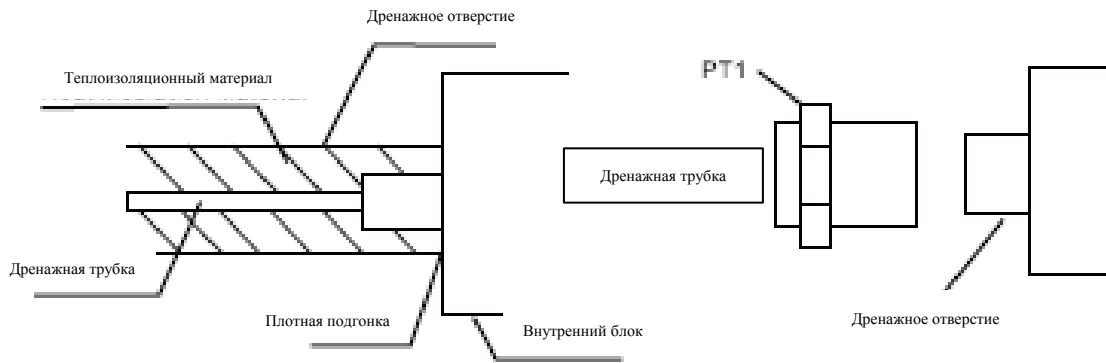 Дренажное отверстие
Теплоизоляционный материал
PT1
Дренажная трубка
Дренажная трубка
Плотная подгонка
Внутренний блок
Дренажное отверстие